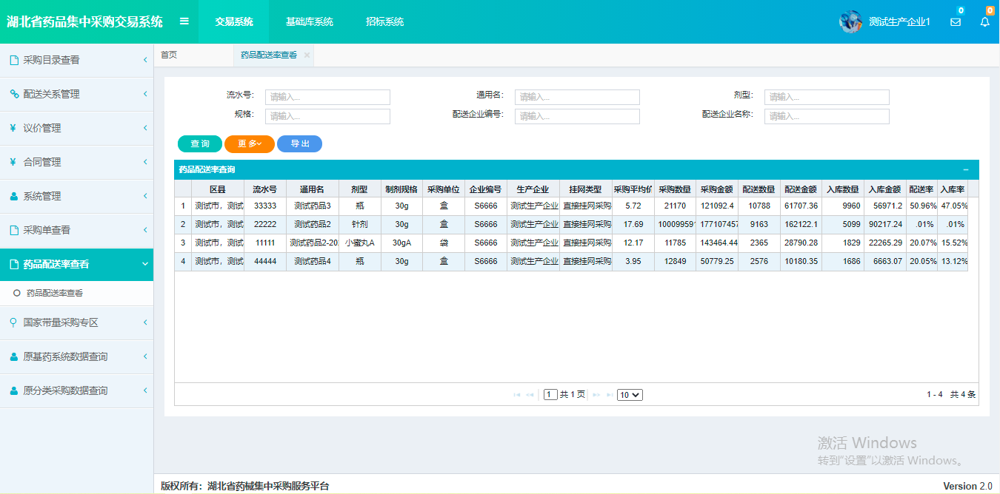 湖北省药品集中采购交易系统 交易系统 基础库系统 招标系统 测试生产企业1 0 0
采购目录查看
配送关系管理
议价管理
合同管理
系统管理
采购单查看
药品配送率查看
药品配送率查看
国家带量采购专区
原基药系统数据查询
原分类采购数据查询
首页 药品配送率查看
流水号: 请输入... 通用名: 请输入... 剂型: 请输入...
规格: 请输入... 配送企业编号: 请输入... 配送企业名称: 请输入...
查 询 更 多 导 出
药品配送率查询
区县 流水号 通用名 剂型 制剂规格 采购单位 企业编号 生产企业 挂网类型 采购平均价 采购数量 采购金额 配送数量 配送金额 入库数量 入库金额 配送率 入库率
1 测试市，测试 33333 测试药品3 瓶 30g 盒 S6666 测试生产企业 直接挂网采购 5.72 21170 121092.4 10788 61707.36 9960 56971.2 50.96% 47.05%
2 测试市，测试 22222 测试药品2 针剂 30g 盒 S6666 测试生产企业 直接挂网采购 17.69 100099591 177107457 9163 162122.1 5099 90217.24 .01% .01%
3 测试市，测试 11111 测试药品2-20 小蜜丸A 30gA 袋 S6666 测试生产企业 直接挂网采购 12.17 11785 143464.44 2365 28790.28 1829 22265.29 20.07% 15.52%
4 测试市，测试 44444 测试药品4 瓶 30g 盒 S6666 测试生产企业 直接挂网采购 3.95 12849 50779.25 2576 10180.35 1686 6663.07 20.05% 13.12%
1 共 1 页 10 1 - 4 共 4 条
激活 Windows
转到"设置"以激活 Windows。
版权所有：湖北省药械集中采购服务平台 Version 2.0